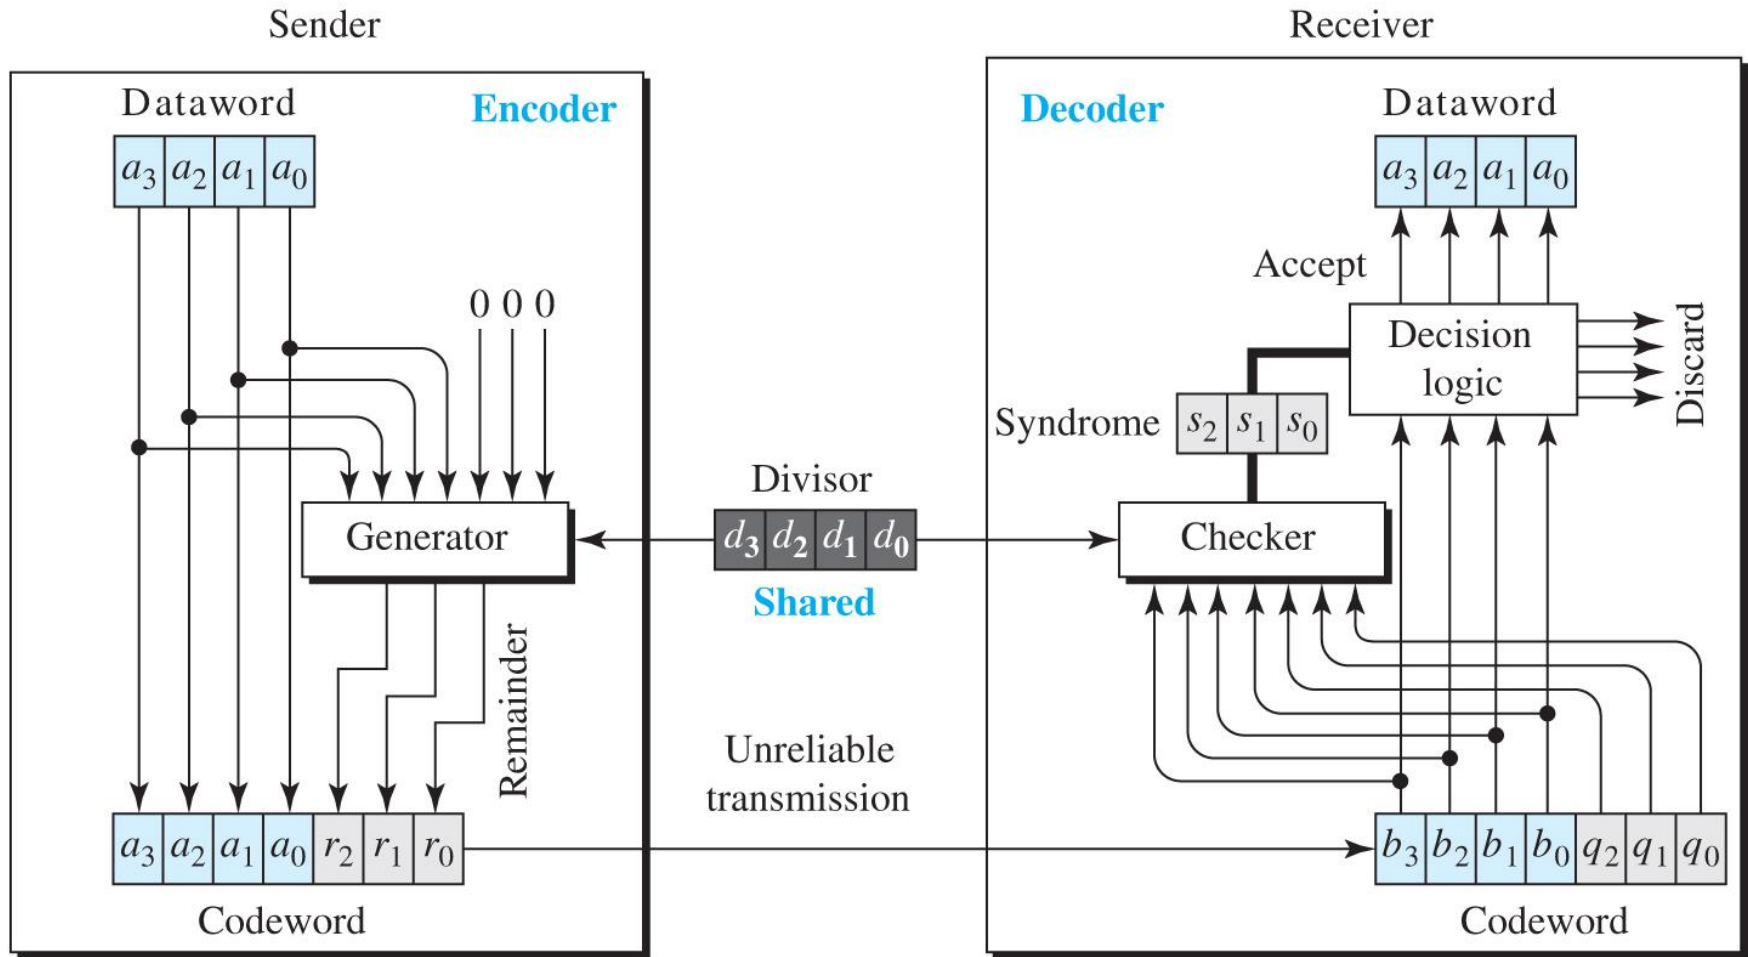 Sender
Dataword
Encoder
a3 a2 a1 a0
0 0 0
Generator
Remainder
a3 a2 a1 a0 r2 r1 r0
Codeword
Divisor
d3 d2 d1 d0
Shared
Unreliable
transmission
Receiver
Decoder
Dataword
a3 a2 a1 a0
Accept
Decision
logic
Discard
Syndrome
s2 s1 s0
Checker
b3 b2 b1 b0 q2 q1 q0
Codeword